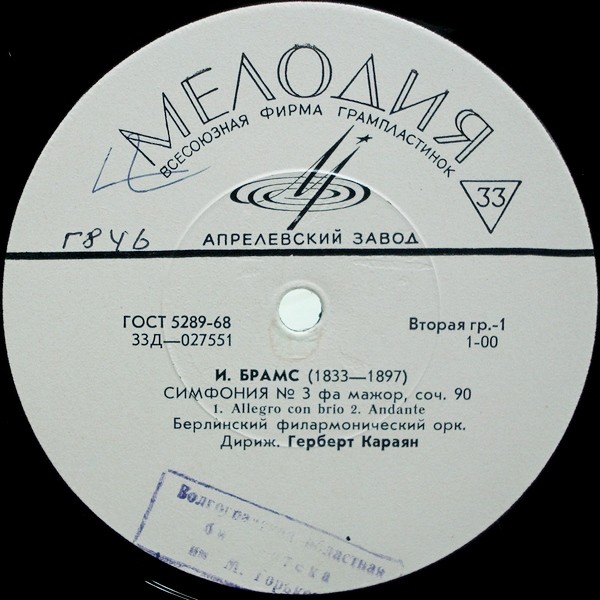 МЕЛОДИЯ
ВСЕСОЮЗНАЯ ФИРМА ГРАМПЛАСТИНОК
33
АПРЕЛЕВСКИЙ ЗАВОД
ГОСТ 5289-68
33Д—027551
Вторая гр.-1
1-00
И. БРАМС (1833—1897)
СИМФОНИЯ № 3 фа мажор, соч. 90
1. Allegro con brio 2. Andante
Берлинский филармонический орк.
Дириж. Герберт Караян
областная
им М.